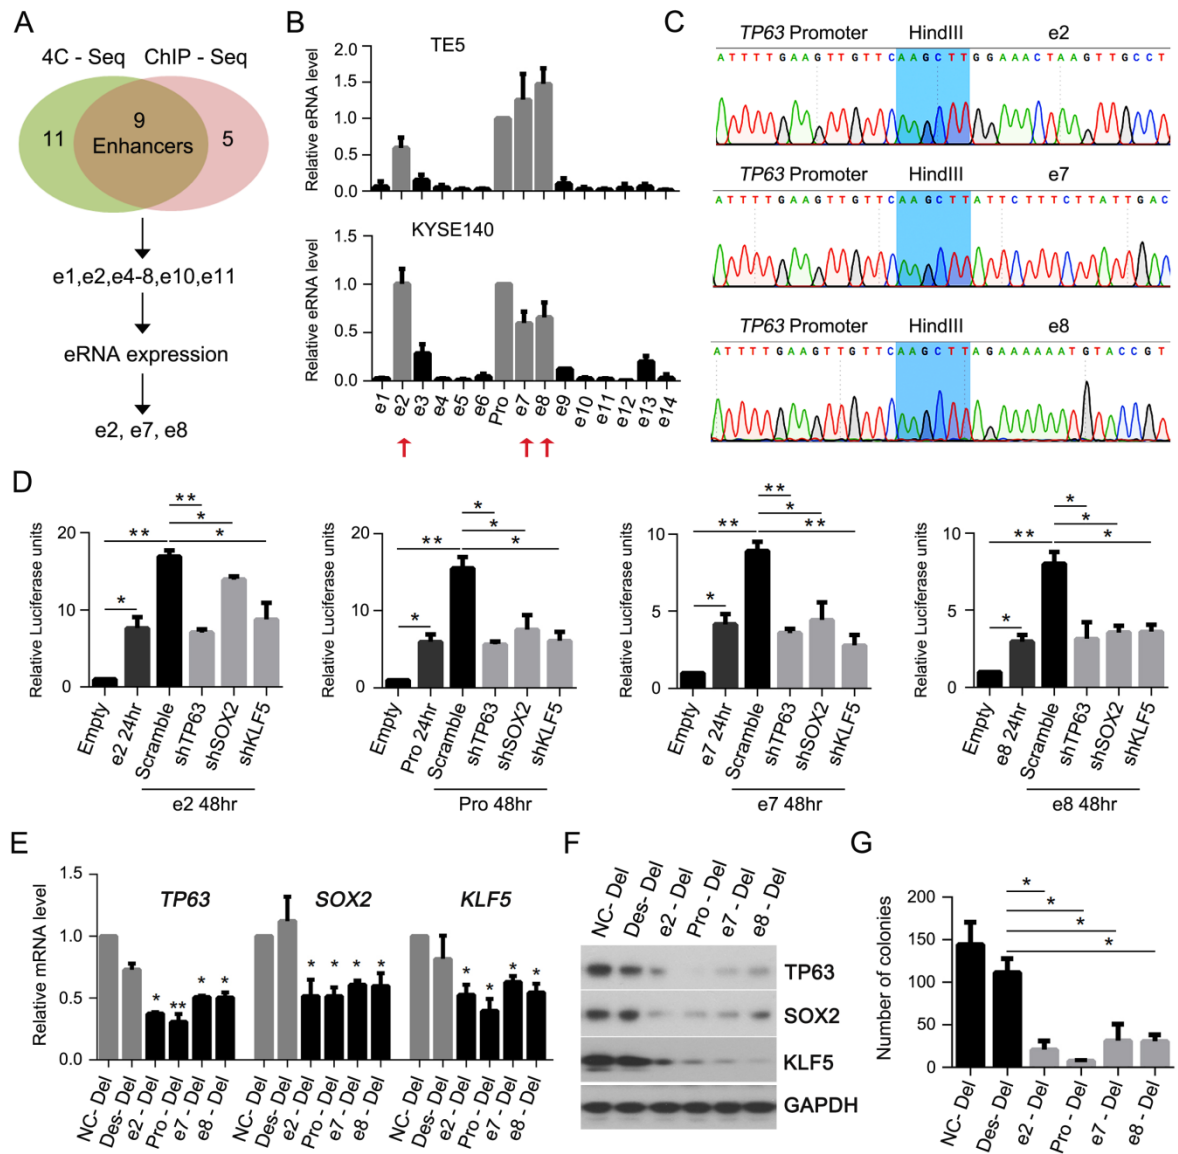 A
4C - Seq ChIP - Seq
11
9
Enhancers
5
e1,e2,e4-8,e10,e11
eRNA expression
e2, e7, e8
B
TE5
Relative eRNA level
2.0
1.5
1.0
0.5
0.0
KYSE140
Relative eRNA level
1.5
1.0
0.5
0.0
e1 e2 e3 e4 e5 e6 Pro e7 e8 e9 e10 e11 e12 e13 e14
C
TP63 Promoter HindIII e2
ATTTTGAAGTTGTTCAAGCTTGGAAACTAAGTTGCCT
TP63 Promoter HindIII e7
ATTTTGAAGTTGTTCAAGCTTATTCTTTCTTATTGAC
TP63 Promoter HindIII e8
ATTTTGAAGTTGTTCAAGCTTAGAAAAAATGTACCGT
D
Relative Luciferase units
20
10
0
** * ** * *
Empty e2 24hr Scramble shTP63 shSOX2 shKLF5
e2 48hr
Relative Luciferase units
20
10
0
* * ** * *
Empty Pro 24hr Scramble shTP63 shSOX2 shKLF5
Pro 48hr
Relative Luciferase units
10
5
0
** * ** ** *
Empty e7 24hr Scramble shTP63 shSOX2 shKLF5
e7 48hr
Relative Luciferase units
10
5
0
* * ** * *
Empty e8 24hr Scramble shTP63 shSOX2 shKLF5
e8 48hr
E
Relative mRNA level
1.5
1.0
0.5
0.0
TP63 SOX2 KLF5
* ** * * * * * * * * * *
NC- Del Des- Del e2 - Del Pro - Del e7 - Del e8 - Del
NC- Del Des- Del e2 - Del Pro - Del e7 - Del e8 - Del
NC- Del Des- Del e2 - Del Pro - Del e7 - Del e8 - Del
F
NC- Del Des- Del e2 - Del Pro - Del e7 - Del e8 - Del
TP63
SOX2
KLF5
GAPDH
G
Number of colonies
200
150
100
50
0
* * * *
NC- Del Des- Del e2 - Del Pro - Del e7 - Del e8 - Del